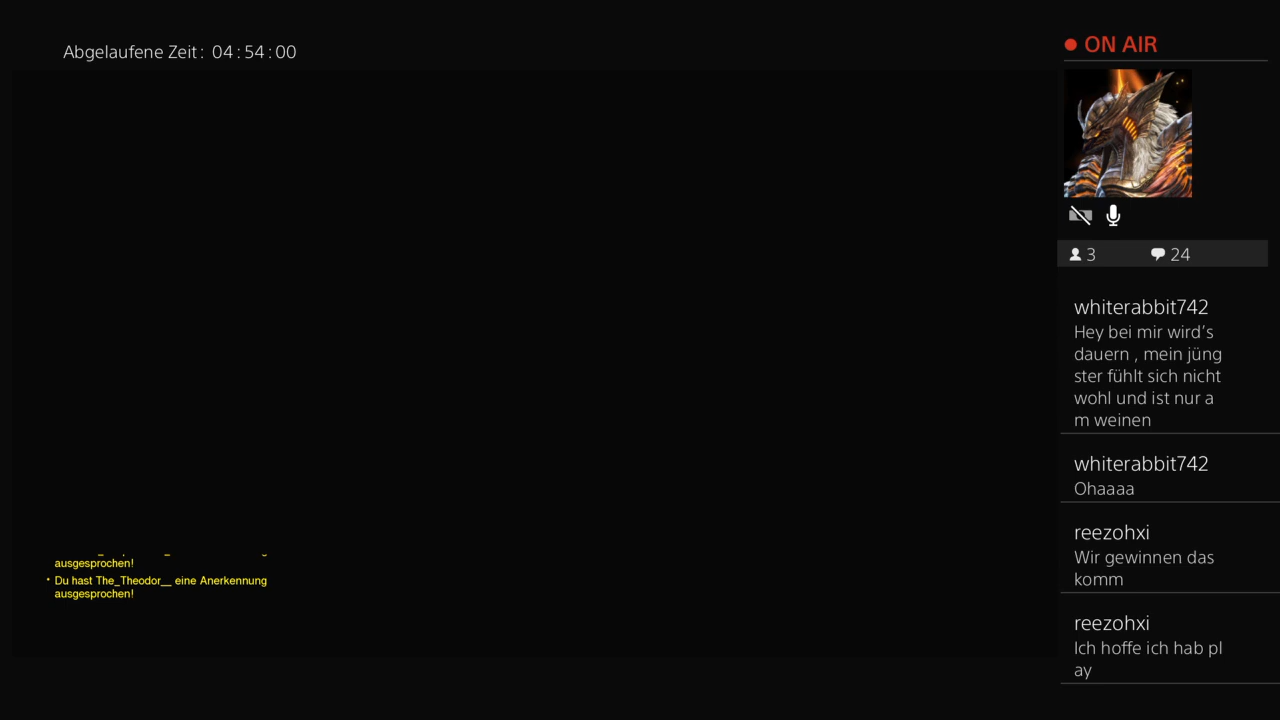 Abgelaufene Zeit: 04:54:00
ON AIR
3 24
whiterabbit742
Hey bei mir wird's
dauern , mein jüng
ster fühlt sich nicht
wohl und ist nur a
m weinen
whiterabbit742
Ohaaaa
reezohxi
Wir gewinnen das
komm
reezohxi
Ich hoffe ich hab pl
ay
ausgesprochen!
• Du hast The_Theodor__ eine Anerkennung
ausgesprochen!